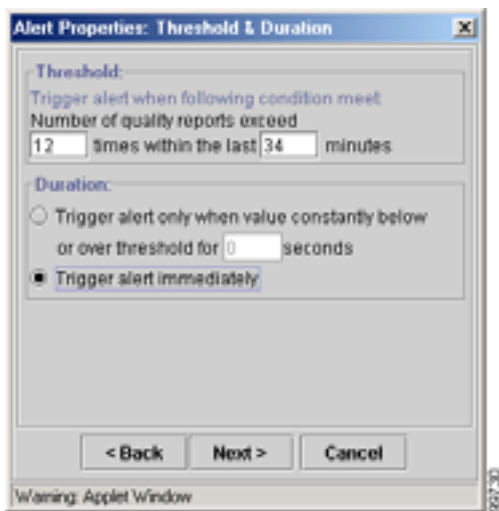 Alert Properties: Threshold & Duration
Threshold:
Trigger alert when following condition meet:
Number of quality reports exceed
12 times within the last 34 minutes
Duration:
Trigger alert only when value constantly below
or over threshold for 0 seconds
Trigger alert immediately
< Back Next > Cancel
Warning: Applet Window